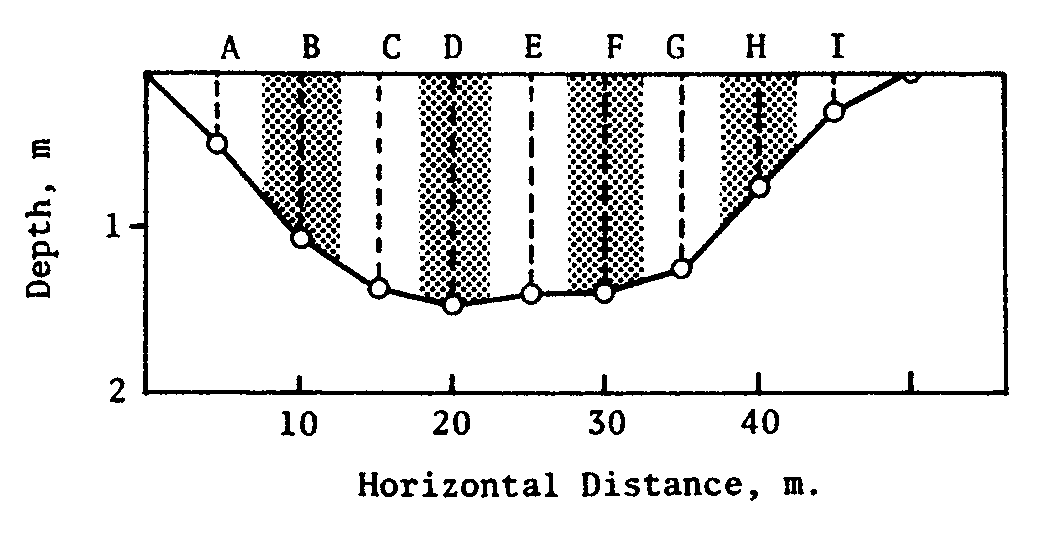 A B C D E F G H I
Depth, m
1
2
10 20 30 40
Horizontal Distance, m.